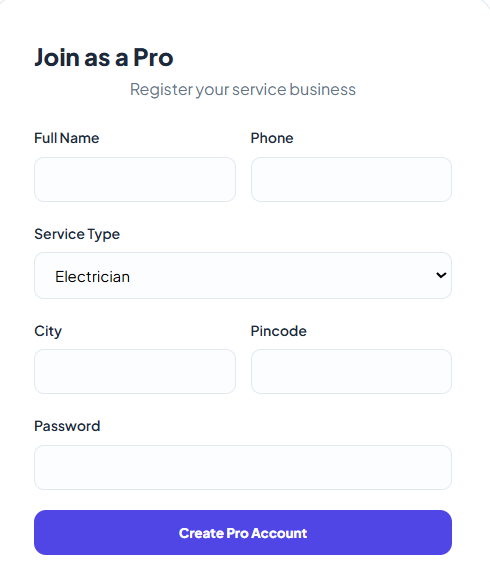 Join as a Pro
Register your service business
Full Name Phone
Service Type
Electrician
City Pincode
Password
Create Pro Account